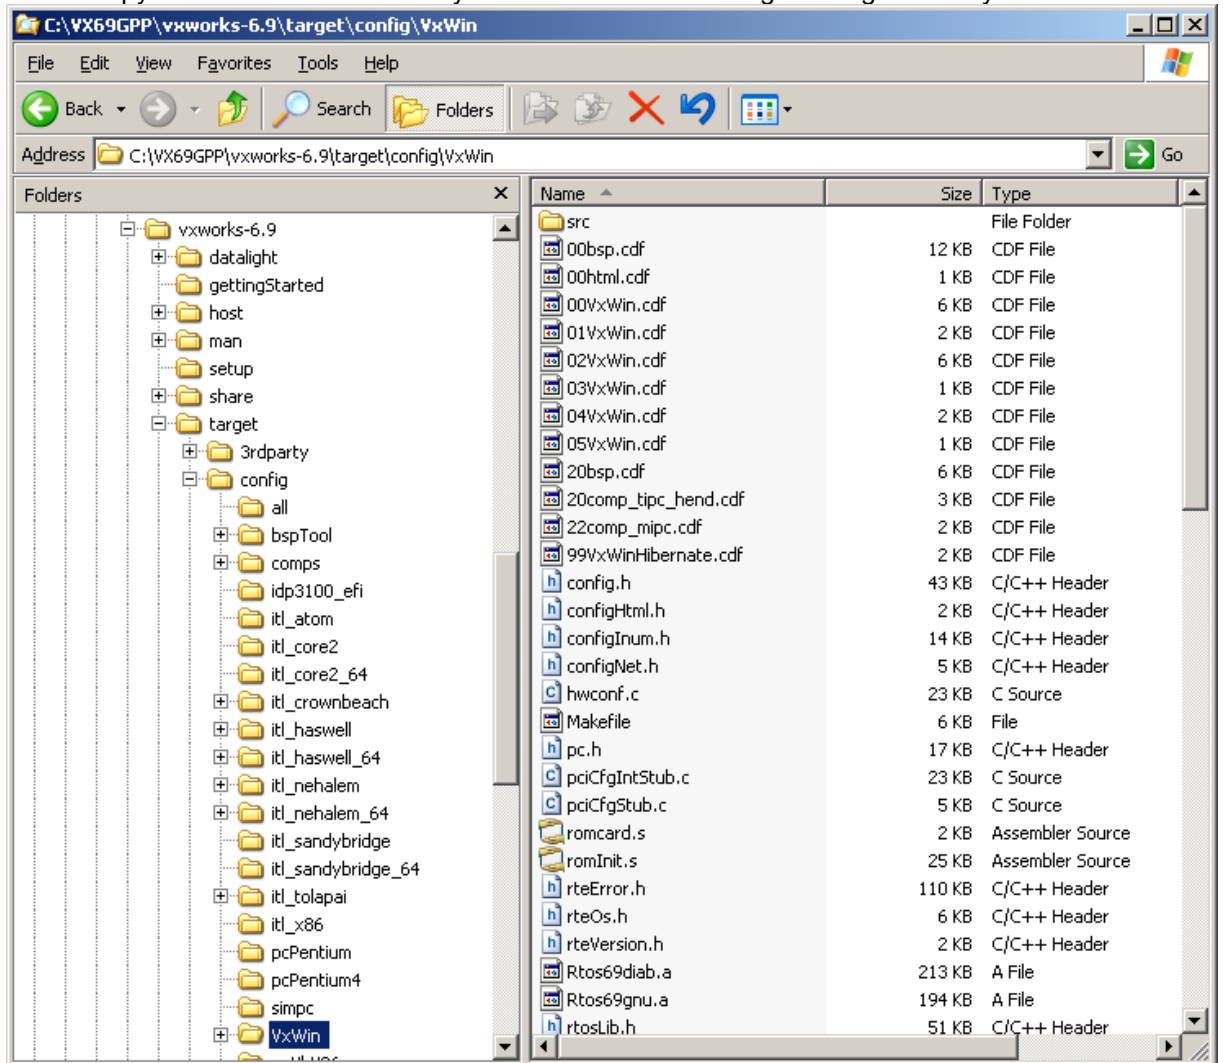 C:\VX69GPP\vxworks-6.9\target\config\VxWin
File Edit View Favorites Tools Help
Back Search Folders
Address C:\VX69GPP\vxworks-6.9\target\config\VxWin Go
Folders
vxworks-6.9
datalight
gettingStarted
host
man
setup
share
target
3rdparty
config
all
bspTool
comps
idp3100_efi
itl_atom
itl_core2
itl_core2_64
itl_crownbeach
itl_haswell
itl_haswell_64
itl_nehalem
itl_nehalem_64
itl_sandybridge
itl_sandybridge_64
itl_tolapai
itl_x86
pcPentium
pcPentium4
simpc
VxWin
Name Size Type
src File Folder
00bsp.cdf 12 KB CDF File
00html.cdf 1 KB CDF File
00VxWin.cdf 6 KB CDF File
01VxWin.cdf 2 KB CDF File
02VxWin.cdf 6 KB CDF File
03VxWin.cdf 1 KB CDF File
04VxWin.cdf 2 KB CDF File
05VxWin.cdf 1 KB CDF File
20bsp.cdf 6 KB CDF File
20comp_tipc_hend.cdf 3 KB CDF File
22comp_mipc.cdf 2 KB CDF File
99VxWinHibernate.cdf 2 KB CDF File
config.h 43 KB C/C++ Header
configHtml.h 2 KB C/C++ Header
configInum.h 14 KB C/C++ Header
configNet.h 5 KB C/C++ Header
hwconf.c 23 KB C Source
Makefile 6 KB File
pc.h 17 KB C/C++ Header
pciCfgIntStub.c 23 KB C Source
pciCfgStub.c 5 KB C Source
romcard.s 2 KB Assembler Source
romInit.s 25 KB Assembler Source
rteError.h 110 KB C/C++ Header
rteOs.h 6 KB C/C++ Header
rteVersion.h 2 KB C/C++ Header
Rtos69diab.a 213 KB A File
Rtos69gnu.a 194 KB A File
rtosLib.h 51 KB C/C++ Header